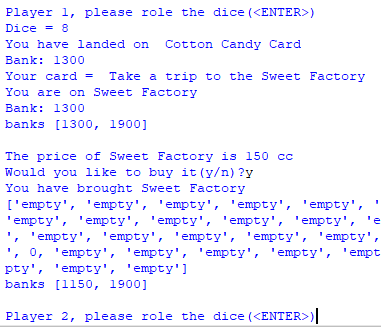 Player 1, please role the dice(<ENTER>)
Dice = 8
You have landed on  Cotton Candy Card
Bank: 1300
Your card =  Take a trip to the Sweet Factory
You are on Sweet Factory
Bank: 1300
banks [1300, 1900]
The price of Sweet Factory is 150 cc
Would you like to buy it(y/n)?y
You have brought Sweet Factory
['empty', 'empty', 'empty', 'empty', 'empty', '
'empty', 'empty', 'empty', 'empty', 'empty', 'e
', 'empty', 'empty', 'empty', 'empty', 'empty',
', 0, 'empty', 'empty', 'empty', 'empty', 'empt
pty', 'empty', 'empty']
banks [1150, 1900]
Player 2, please role the dice(<ENTER>)